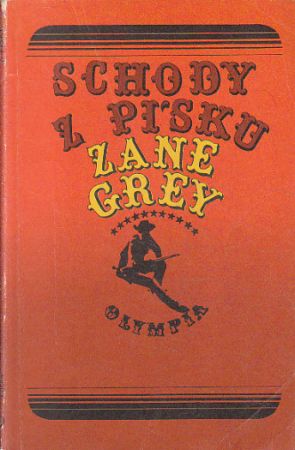 SCHODY
Z PÍSKU
ZANE
GREY
OLYMPIA